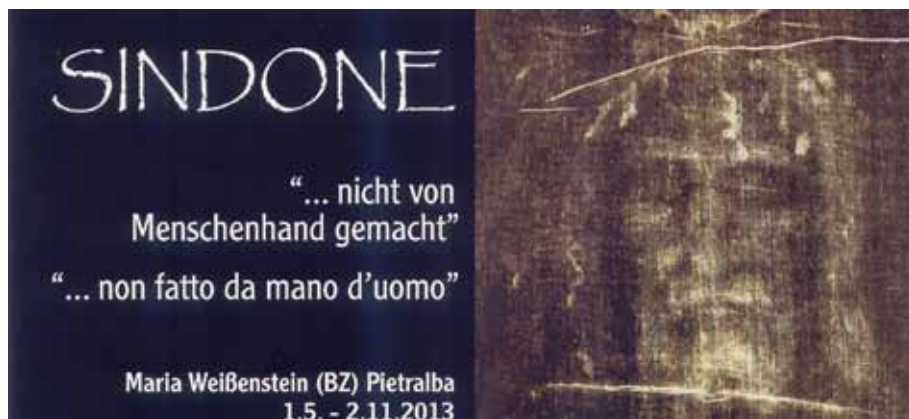 SINDONE
“... nicht von
Menschenhand gemacht”
“... non fatto da mano d’uomo”
Maria Weißenstein (BZ) Pietralba
1.5. - 2.11.2013